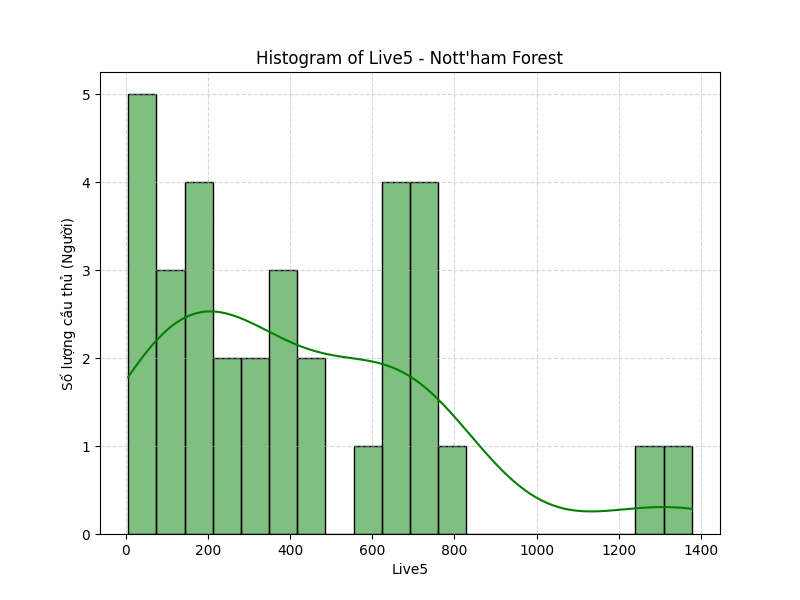 Histogram of Live5 - Nott'ham Forest
Số lượng cầu thủ (Người)
5
4
3
2
1
0
0 200 400 600 800 1000 1200 1400
Live5